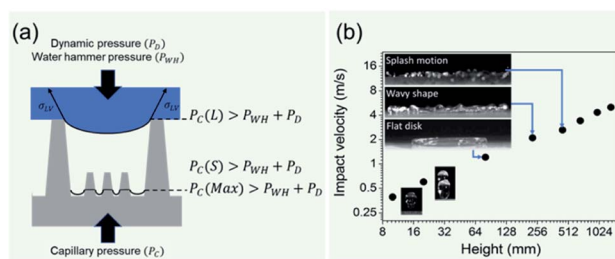 (a)
Dynamic pressure (P_D)
Water hammer pressure (P_WH)
σ_LV
σ_LV
P_C(L) > P_WH + P_D
P_C(S) > P_WH + P_D
P_C(Max) > P_WH + P_D
Capillary pressure (P_C)
(b)
Impact velocity (m/s)
16
8
4
2
1
0.5
0.25
Splash motion
Wavy shape
Flat disk
8 16 32 64 128 256 512 1024
Height (mm)